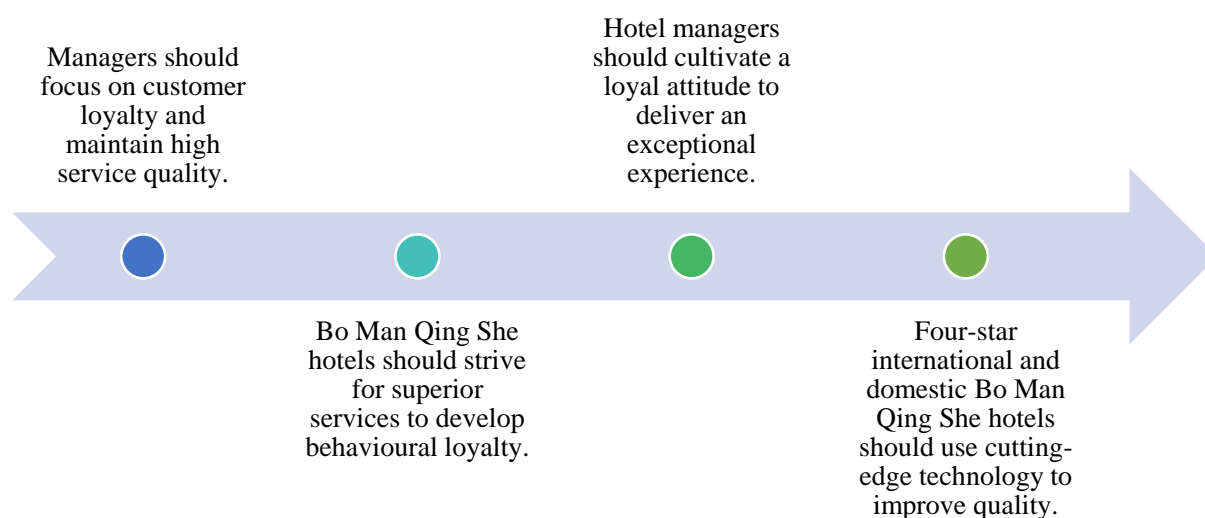 Managers should
focus on customer
loyalty and
maintain high
service quality.
Bo Man Qing She
hotels should strive
for superior
services to develop
behavioural loyalty.
Hotel managers
should cultivate a
loyal attitude to
deliver an
exceptional
experience.
Four-star
international and
domestic Bo Man
Qing She hotels
should use cutting-
edge technology to
improve quality.